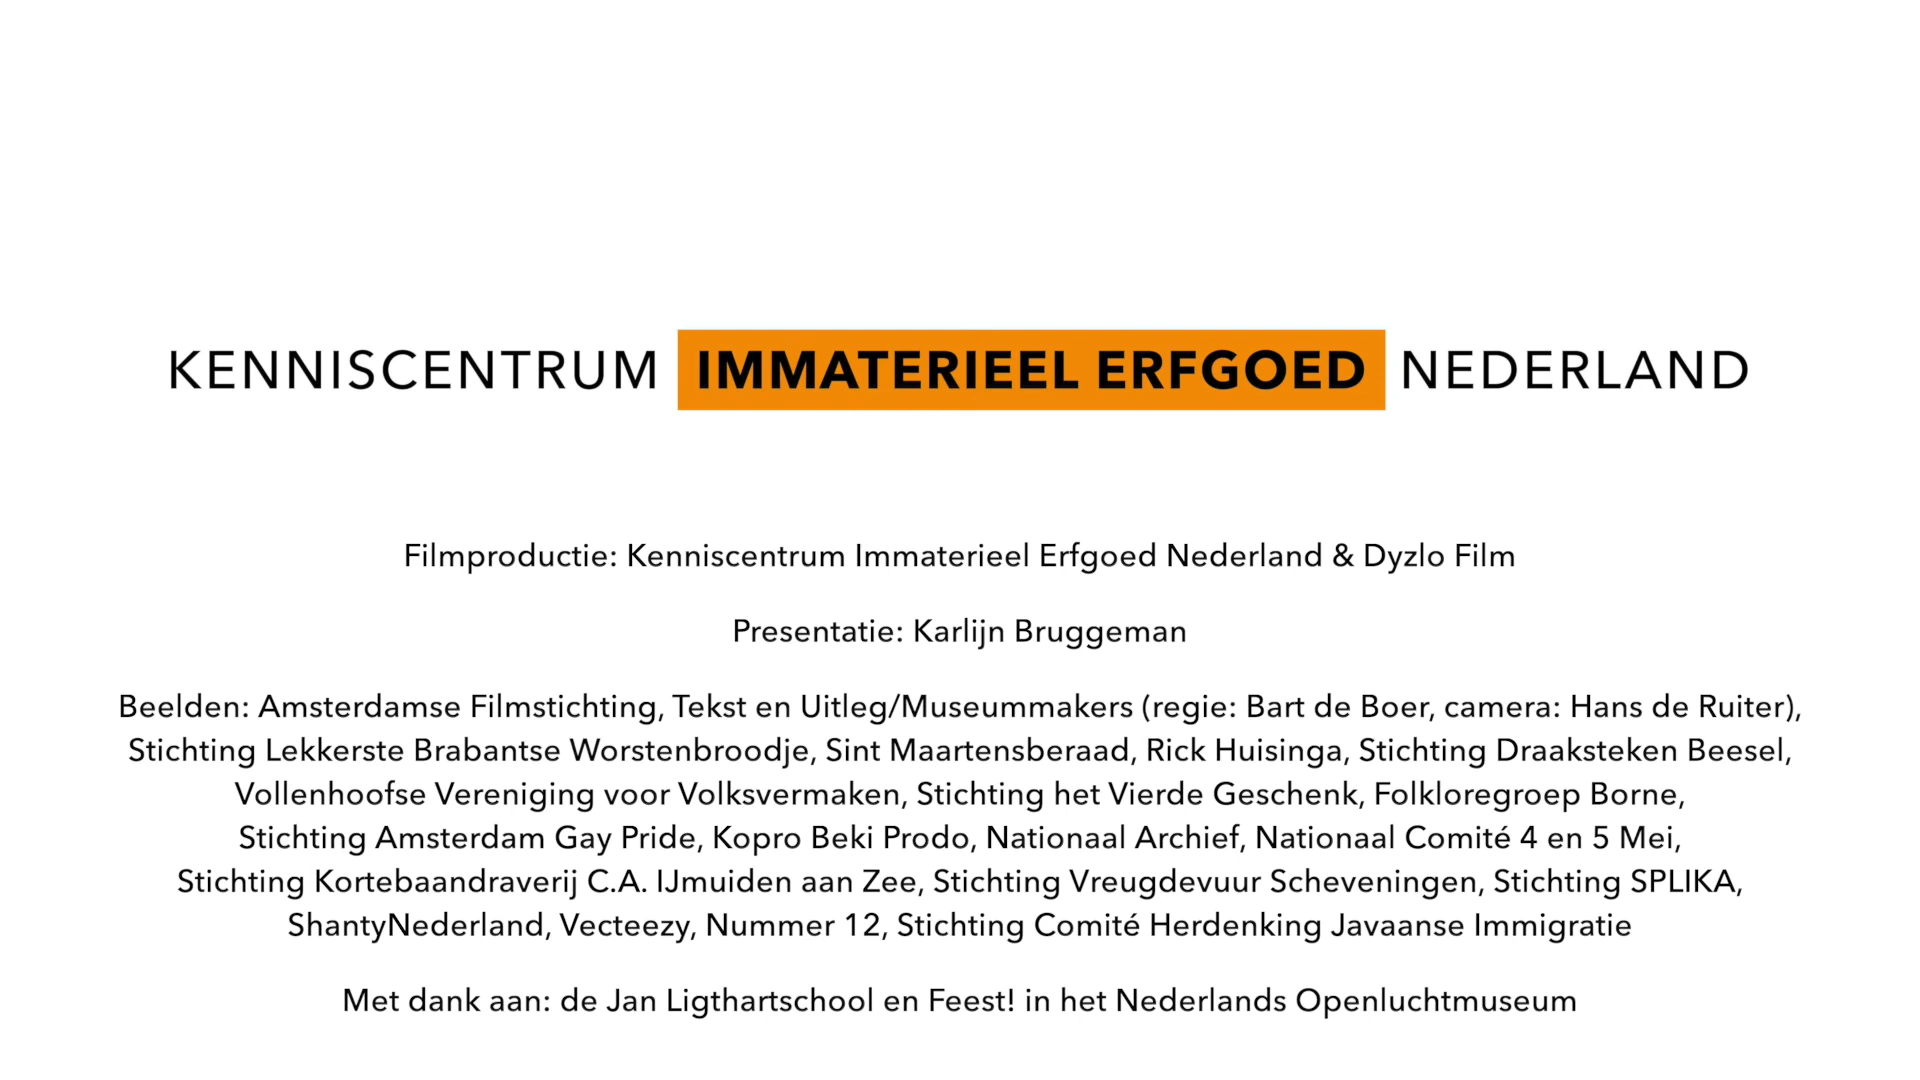 KENNISCENTRUM IMMATERIEEL ERFGOED NEDERLAND
Filmproductie: Kenniscentrum Immaterieel Erfgoed Nederland & Dyzlo Film
Presentatie: Karlijn Bruggeman
Beelden: Amsterdamse Filmstichting, Tekst en Uitleg/Museummakers (regie: Bart de Boer, camera: Hans de Ruiter),
Stichting Lekkerste Brabantse Worstenbroodje, Sint Maartensberaad, Rick Huisinga, Stichting Draaksteken Beesel,
Vollenhoofse Vereniging voor Volksvermaken, Stichting het Vierde Geschenk, Folkloregroep Borne,
Stichting Amsterdam Gay Pride, Kopro Beki Prodo, Nationaal Archief, Nationaal Comité 4 en 5 Mei,
Stichting Kortebaandraverij C.A. IJmuiden aan Zee, Stichting Vreugdevuur Scheveningen, Stichting SPLIKA,
ShantyNederland, Vecteezy, Nummer 12, Stichting Comité Herdenking Javaanse Immigratie
Met dank aan: de Jan Ligthartschool en Feest! in het Nederlands Openluchtmuseum